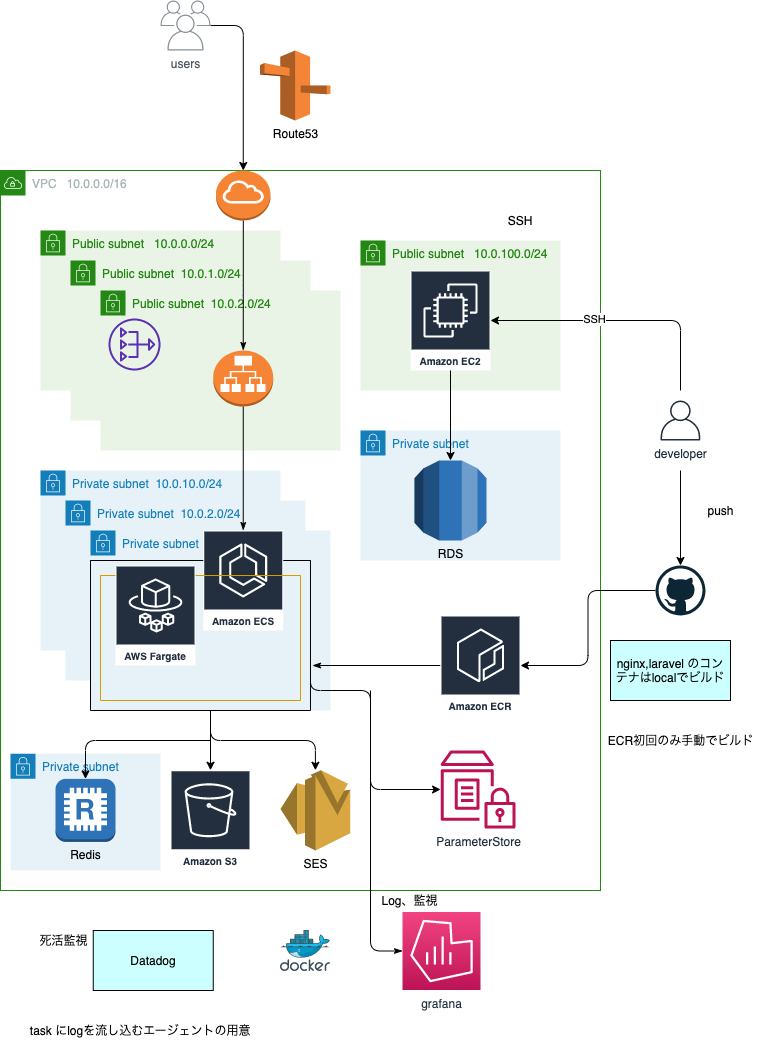 users
Route53
VPC 10.0.0.0/16
SSH
Public subnet 10.0.0.0/24
Public subnet 10.0.100.0/24
Public subnet 10.0.1.0/24
Public subnet 10.0.2.0/24
SSH
Amazon EC2
developer
Private subnet
Private subnet 10.0.10.0/24
Private subnet 10.0.2.0/24
push
Private subnet
RDS
Amazon ECS
AWS Fargate
nginx,laravel のコン
テナはlocalでビルド
Amazon ECR
ECR初回のみ手動でビルド
Private subnet
R
Redis
Amazon S3
SES
ParameterStore
Log、監視
死活監視
Datadog
docker
grafana
task にlogを流し込むエージェントの用意